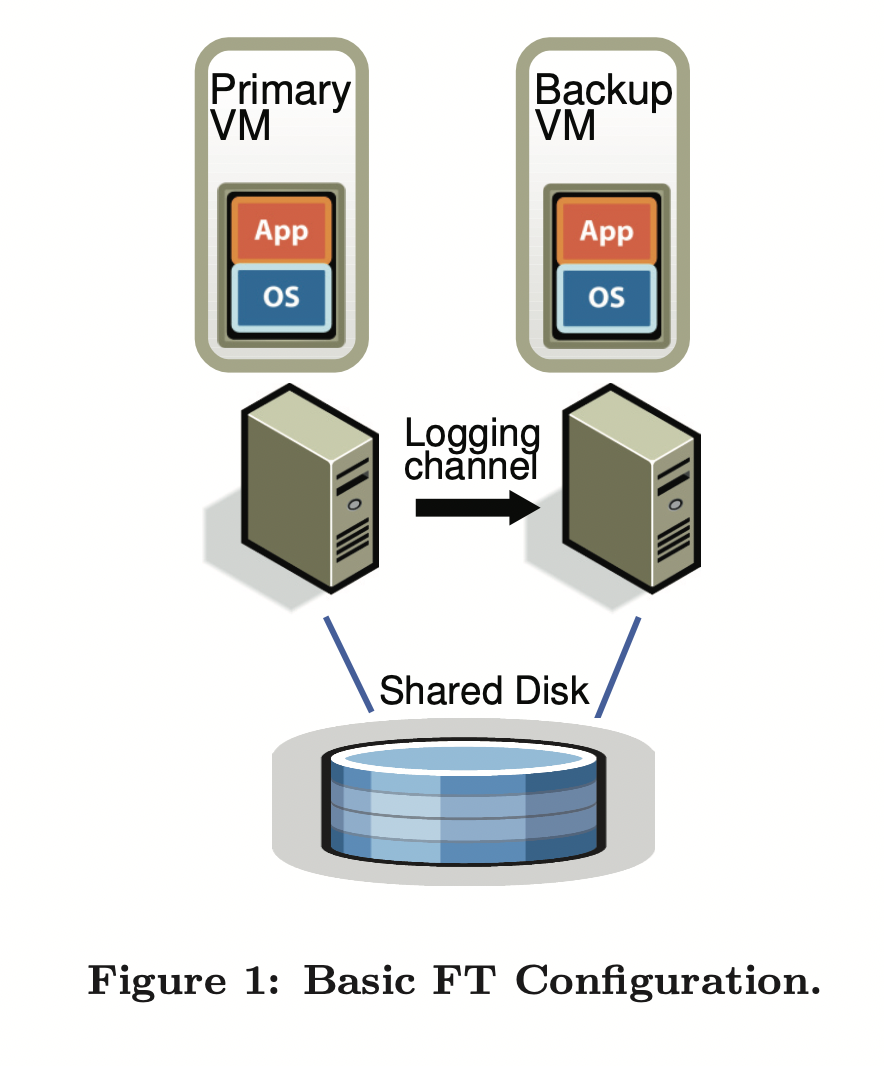 Primary
VM
Backup
VM
App
OS
App
OS
Logging
channel
Shared Disk
Figure 1: Basic FT Configuration.